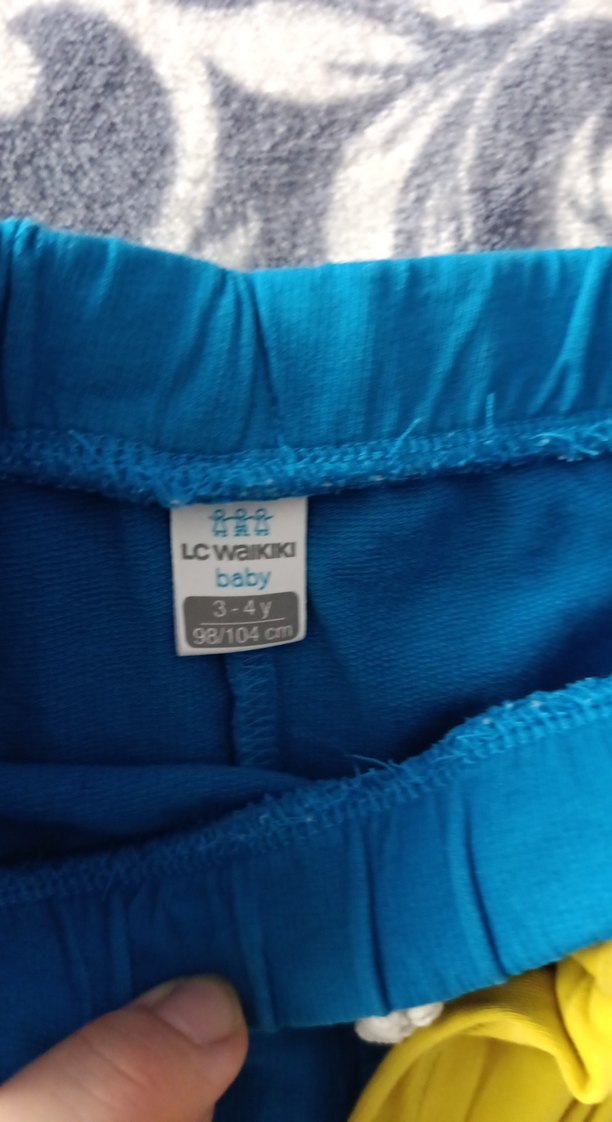 LC WAIKIKI
baby
3 - 4 y
98/104 cm